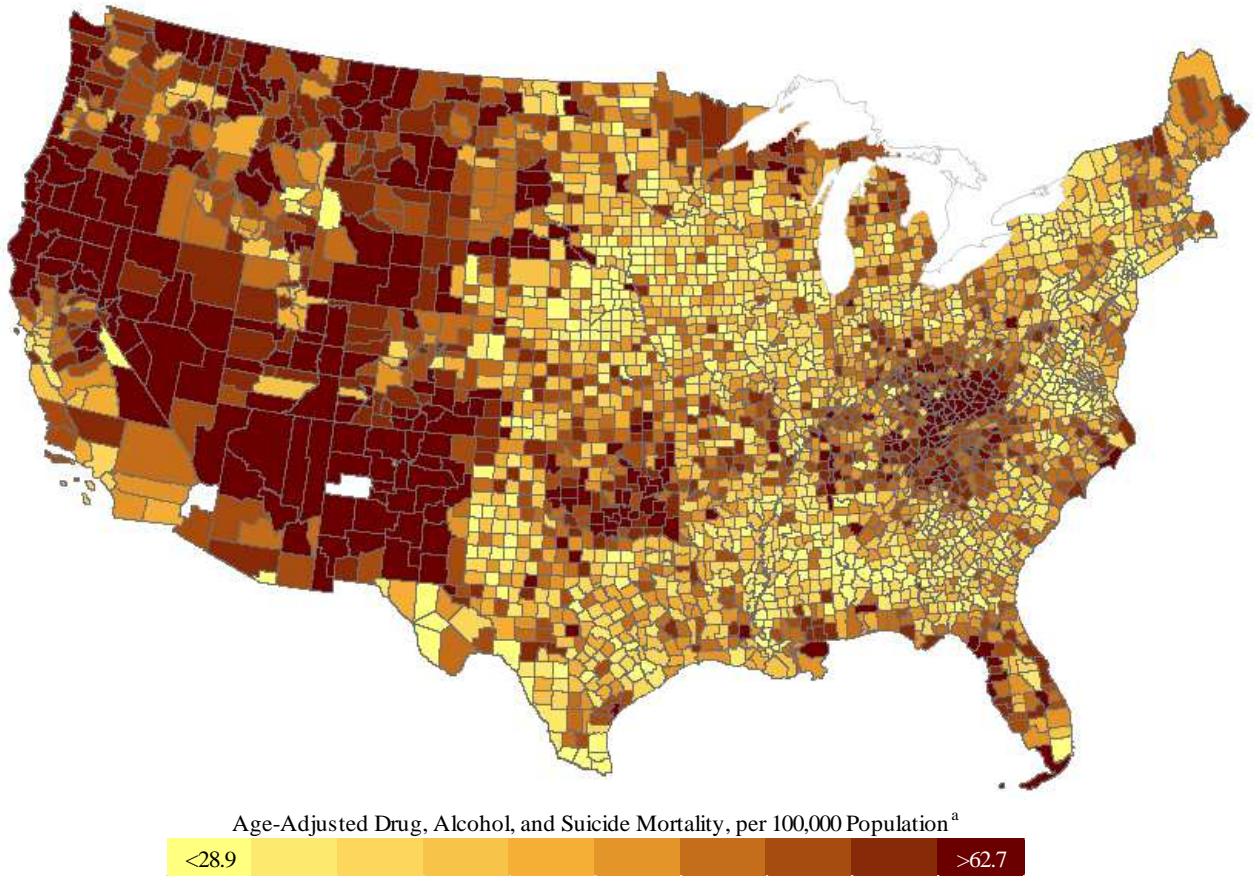 Age-Adjusted Drug, Alcohol, and Suicide Mortality, per 100,000 Population a
<28.9 >62.7